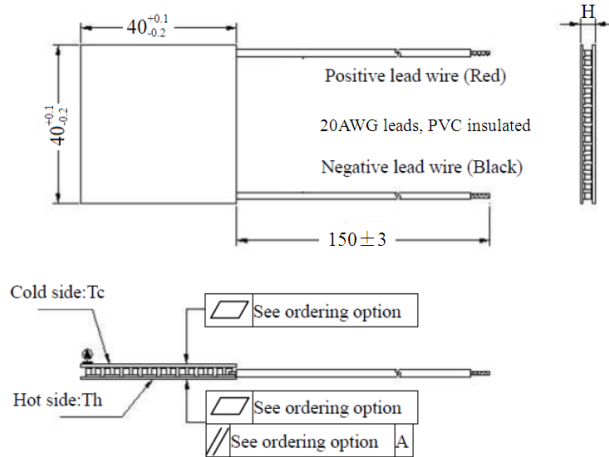 40+0.1-0.2
H
40+0.1-0.2
Positive lead wire (Red)
20AWG leads, PVC insulated
Negative lead wire (Black)
150±3
Cold side:Tc
See ordering option
A
Hot side:Th
See ordering option
See ordering option A